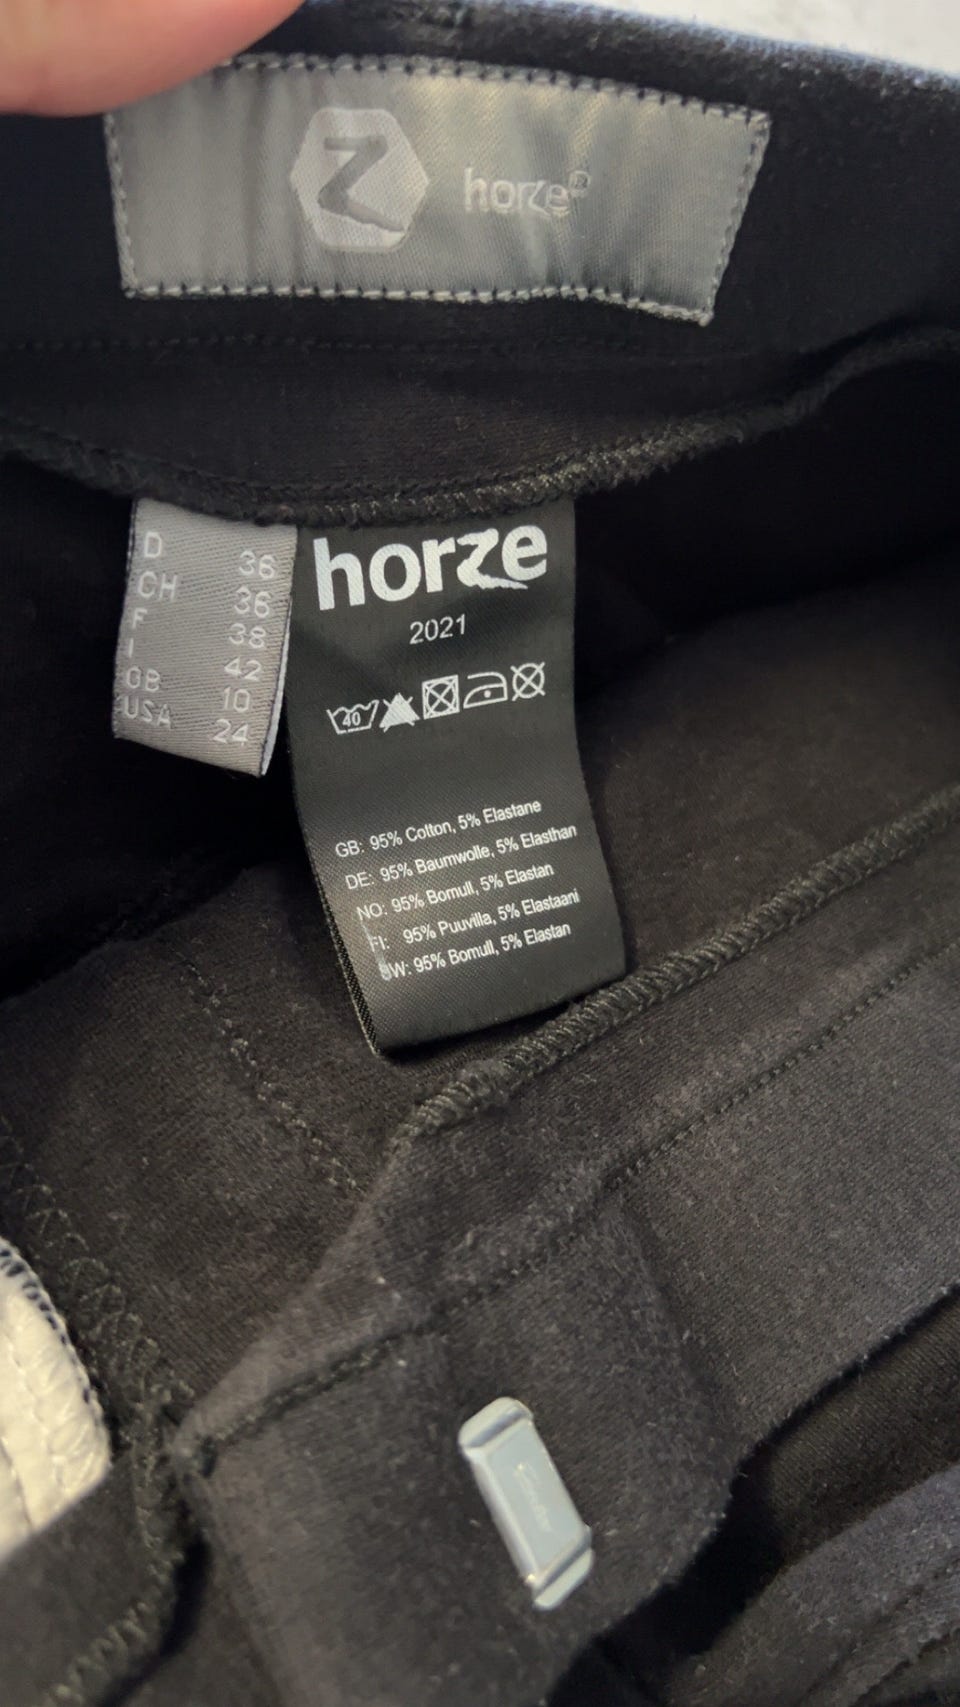 horze®
D 36
CH 36
F 38
I 42
GB 10
USA 24
horze
2021
40
GB: 95% Cotton, 5% Elastane
DE: 95% Baumwolle, 5% Elasthan
NO: 95% Bomull, 5% Elastan
FI: 95% Puuvilla, 5% Elastaani
SW: 95% Bomull, 5% Elastan